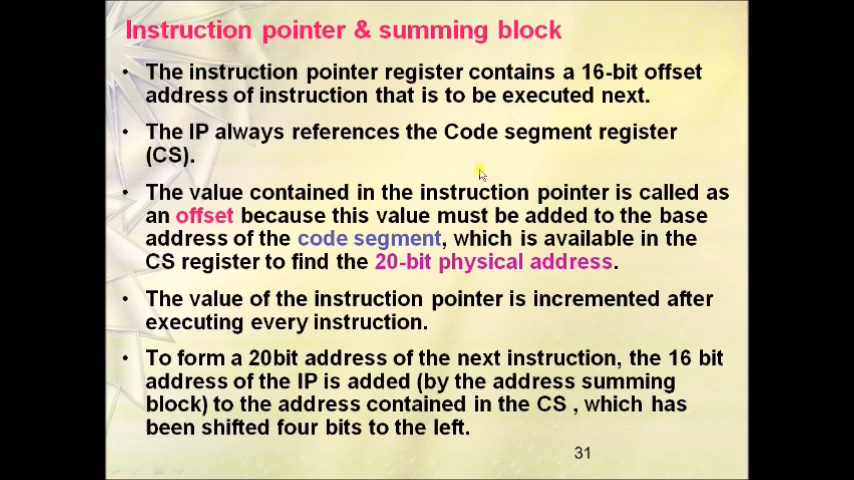 Instruction pointer & summing block
• The instruction pointer register contains a 16-bit offset
address of instruction that is to be executed next.
• The IP always references the Code segment register
(CS).
• The value contained in the instruction pointer is called as
an offset because this value must be added to the base
address of the code segment, which is available in the
CS register to find the 20-bit physical address.
• The value of the instruction pointer is incremented after
executing every instruction.
• To form a 20bit address of the next instruction, the 16 bit
address of the IP is added (by the address summing
block) to the address contained in the CS , which has
been shifted four bits to the left.
31